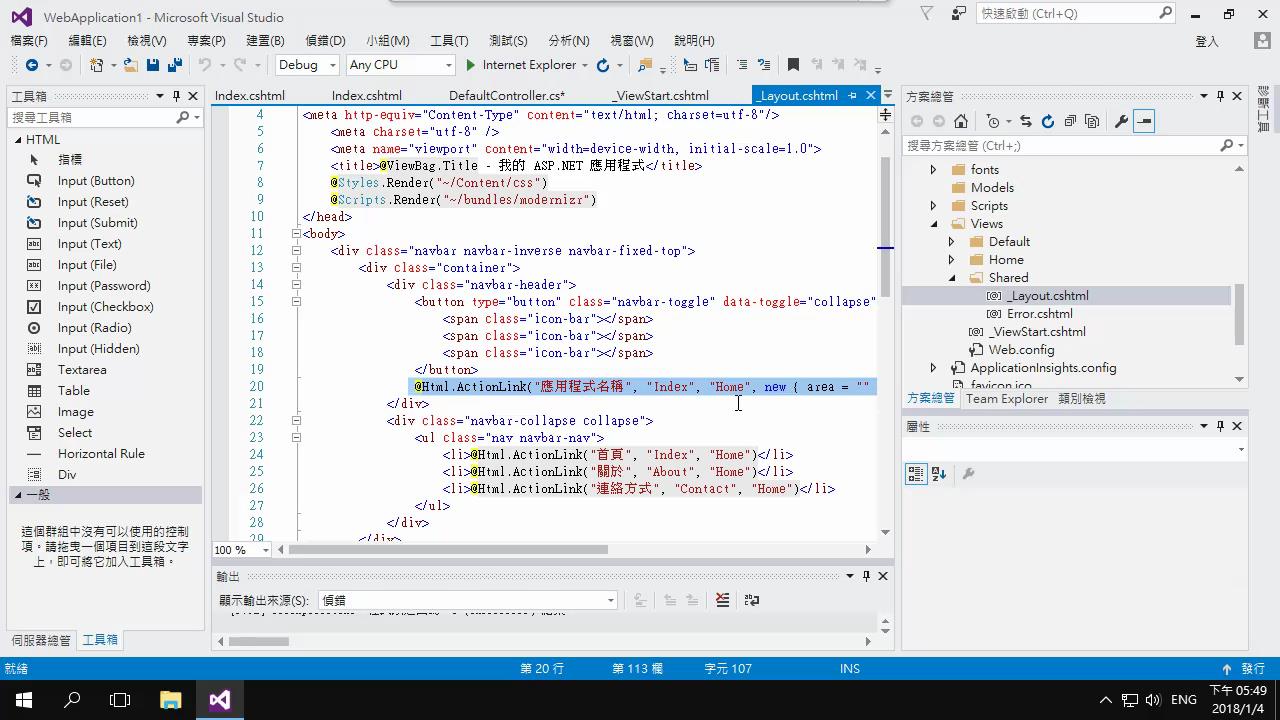 WebApplication1 - Microsoft Visual Studio
快速啟動 (Ctrl+Q)
檔案(F) 編輯(E) 檢視(V) 專案(P) 建置(B) 偵錯(D) 小組(M) 工具(T) 測試(S) 分析(N) 視窗(W) 說明(H)
登入
Debug Any CPU Internet Explorer
工具箱
搜尋工具箱
HTML
指標
Input (Button)
Input (Reset)
Input (Submit)
Input (Text)
Input (File)
Input (Password)
Input (Checkbox)
Input (Radio)
Input (Hidden)
Textarea
Table
Image
Select
Horizontal Rule
Div
一般
這個群組中沒有可以使用的控制
項。請拖曳一個項目到這段文字
上，即可將它加入工具箱。
伺服器總管 工具箱
Index.cshtml Index.cshtml DefaultController.cs* _ViewStart.cshtml _Layout.cshtml
4 <meta http-equiv="Content-Type" content="text/html; charset=utf-8"/>
5 <meta charset="utf-8" />
6 <meta name="viewport" content="width=device-width, initial-scale=1.0">
7 <title>@ViewBag.Title - 我的 ASP.NET 應用程式</title>
8 @Styles.Render("~/Content/css")
9 @Scripts.Render("~/bundles/modernizr")
10 </head>
11 <body>
12 <div class="navbar navbar-inverse navbar-fixed-top">
13 <div class="container">
14 <div class="navbar-header">
15 <button type="button" class="navbar-toggle" data-toggle="collapse"
16 <span class="icon-bar"></span>
17 <span class="icon-bar"></span>
18 <span class="icon-bar"></span>
19 </button>
20 @Html.ActionLink("應用程式名稱", "Index", "Home", new { area = ""
21 </div>
22 <div class="navbar-collapse collapse">
23 <ul class="nav navbar-nav">
24 <li>@Html.ActionLink("首頁", "Index", "Home")</li>
25 <li>@Html.ActionLink("關於", "About", "Home")</li>
26 <li>@Html.ActionLink("連絡方式", "Contact", "Home")</li>
27 </ul>
28 </div>
29 </div>
100 %
輸出
顯示輸出來源(S): 偵錯
方案總管
搜尋方案總管 (Ctrl+;)
fonts
Models
Scripts
Views
Default
Home
Shared
_Layout.cshtml
Error.cshtml
_ViewStart.cshtml
Web.config
ApplicationInsights.config
favicon.ico
方案總管 Team Explorer 類別檢視
屬性
就緒 第 20 行 第 113 欄 字元 107 INS 發行
ENG 下午 05:49
2018/1/4